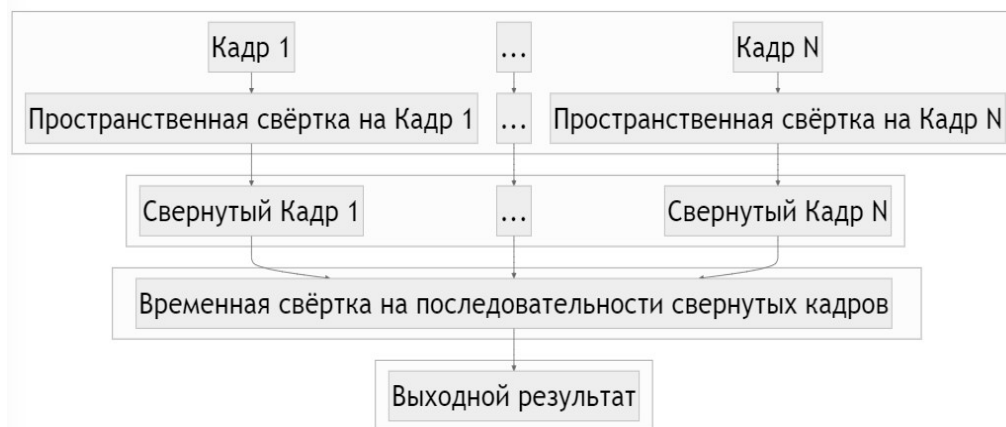 Кадр 1 ... Кадр N
Пространственная свёртка на Кадр 1 ... Пространственная свёртка на Кадр N
Свернутый Кадр 1 ... Свернутый Кадр N
Временная свёртка на последовательности свернутых кадров
Выходной результат